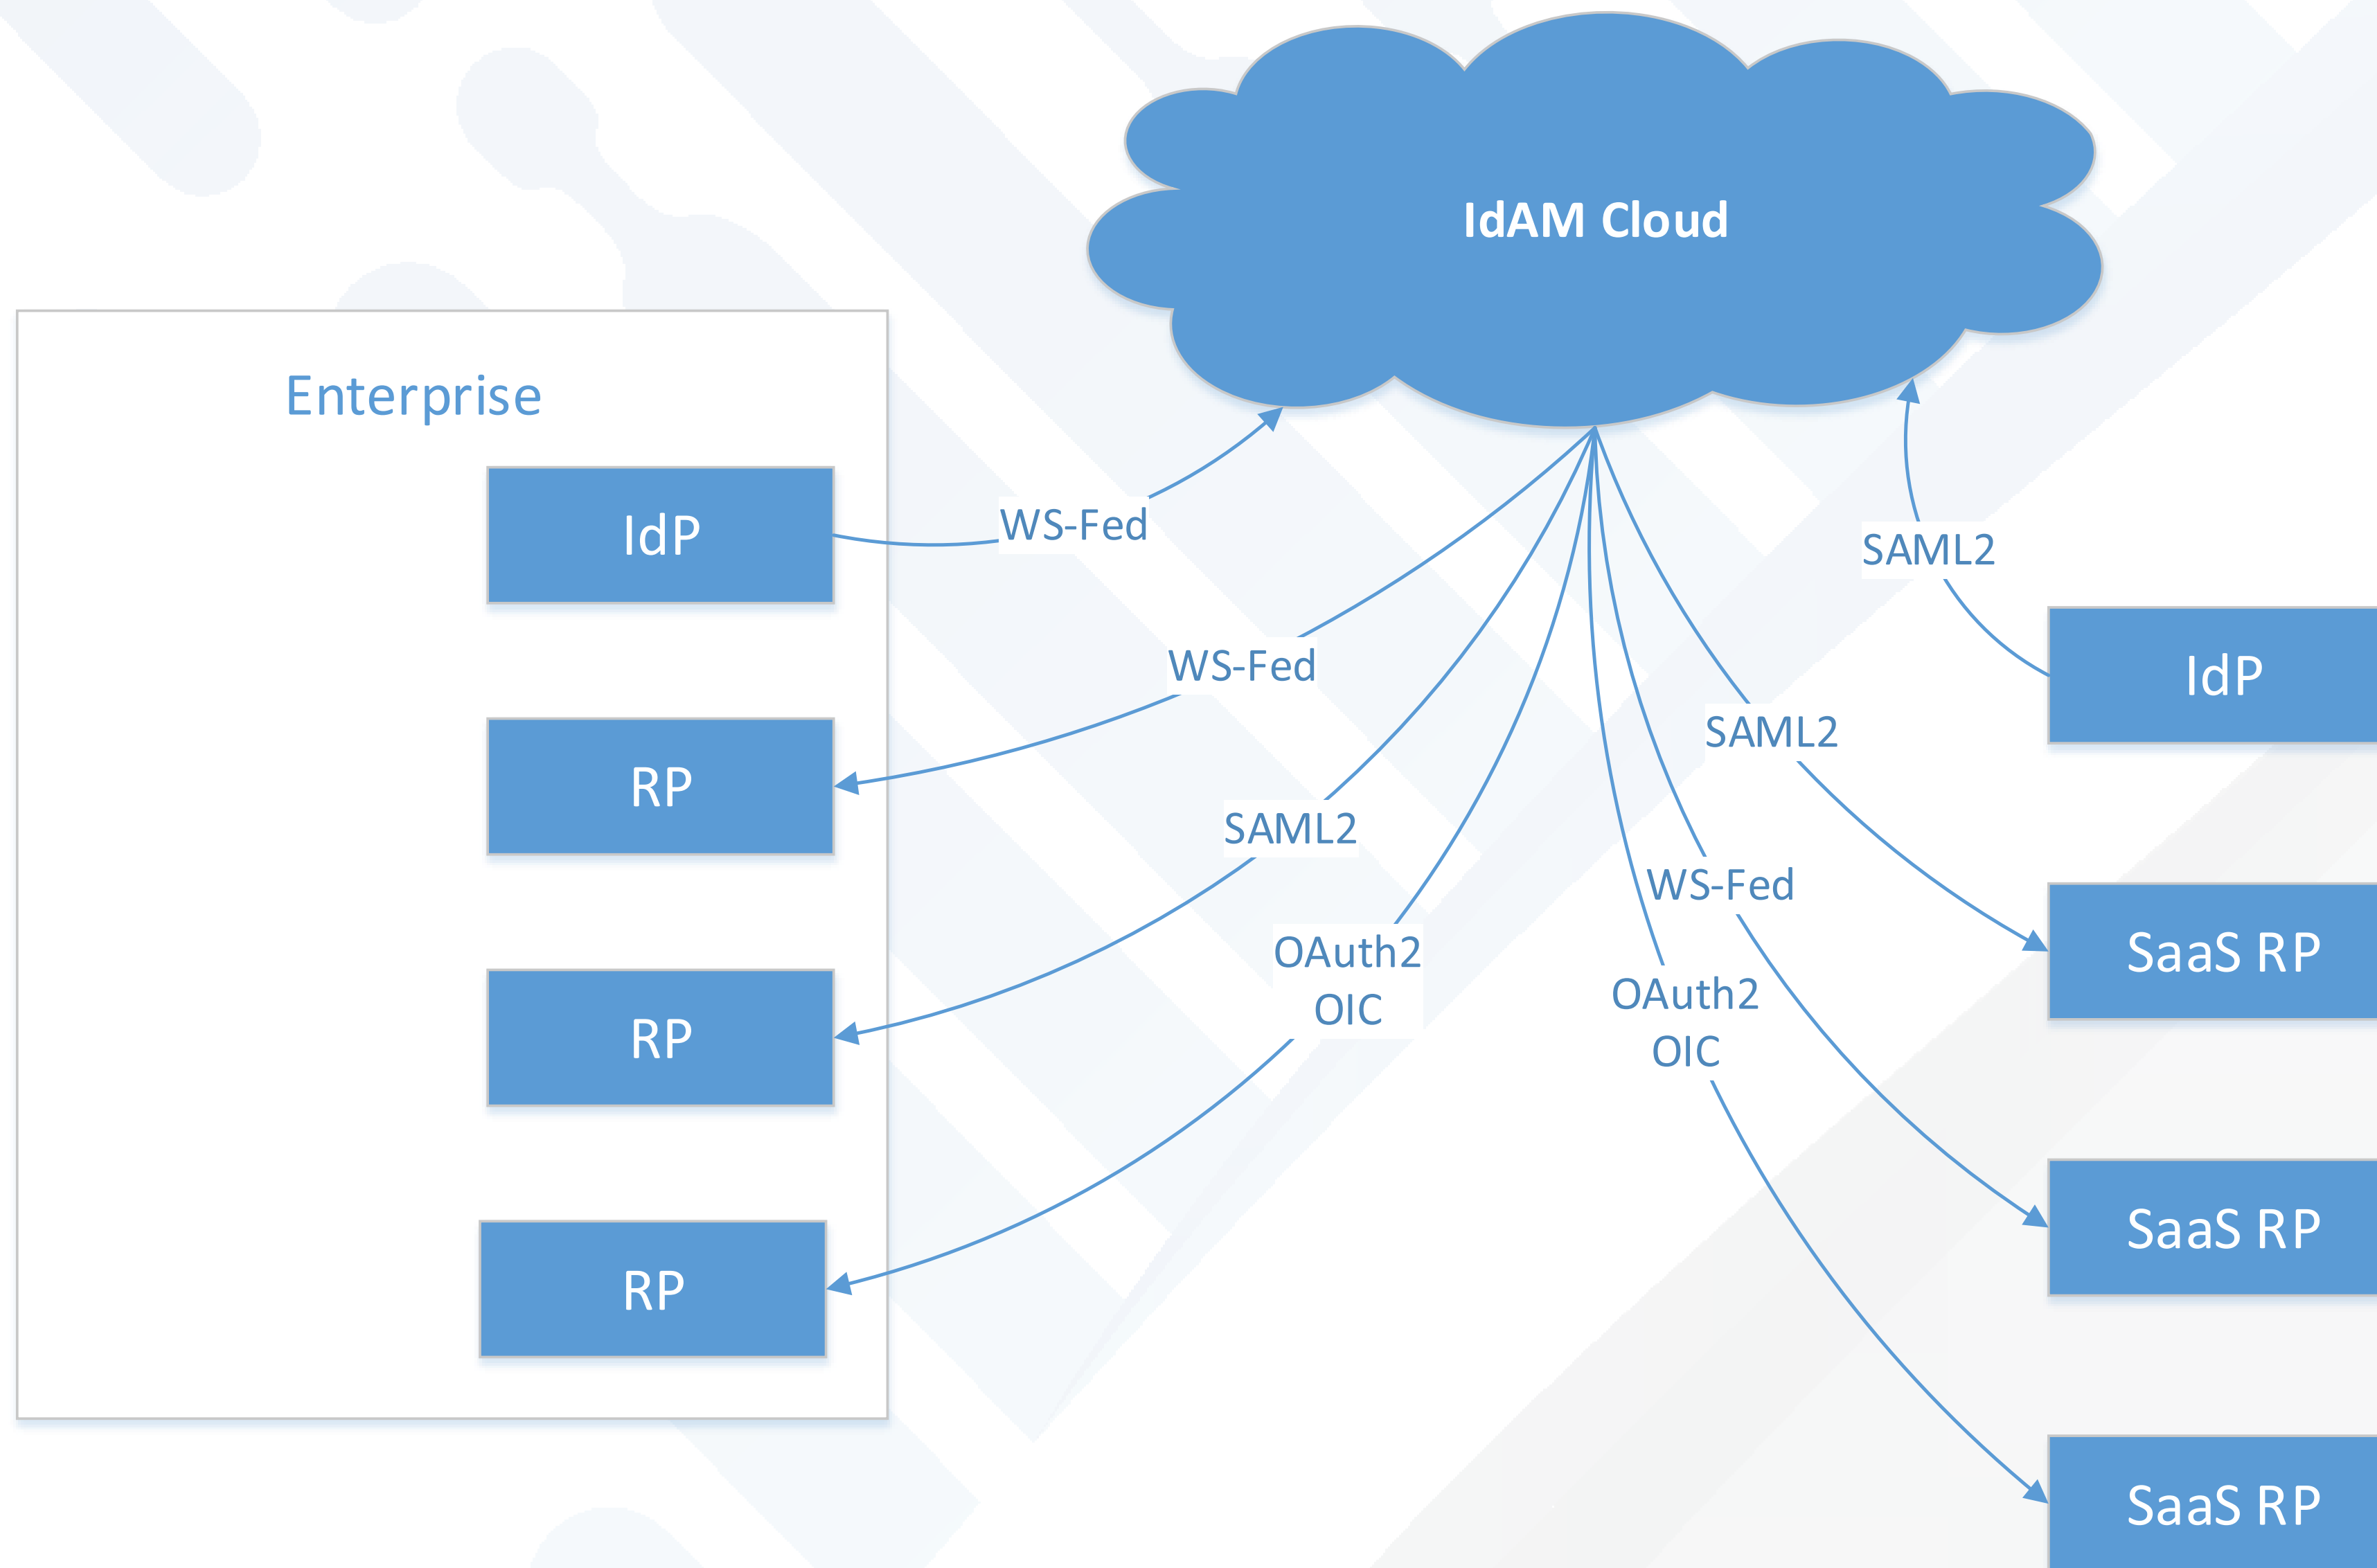 IdAM Cloud
Enterprise
IdP
WS-Fed
SAML2
IdP
WS-Fed
SAML2
RP
SAML2
WS-Fed
OAuth2
OIC
SaaS RP
OAuth2
OIC
RP
SaaS RP
RP
SaaS RP